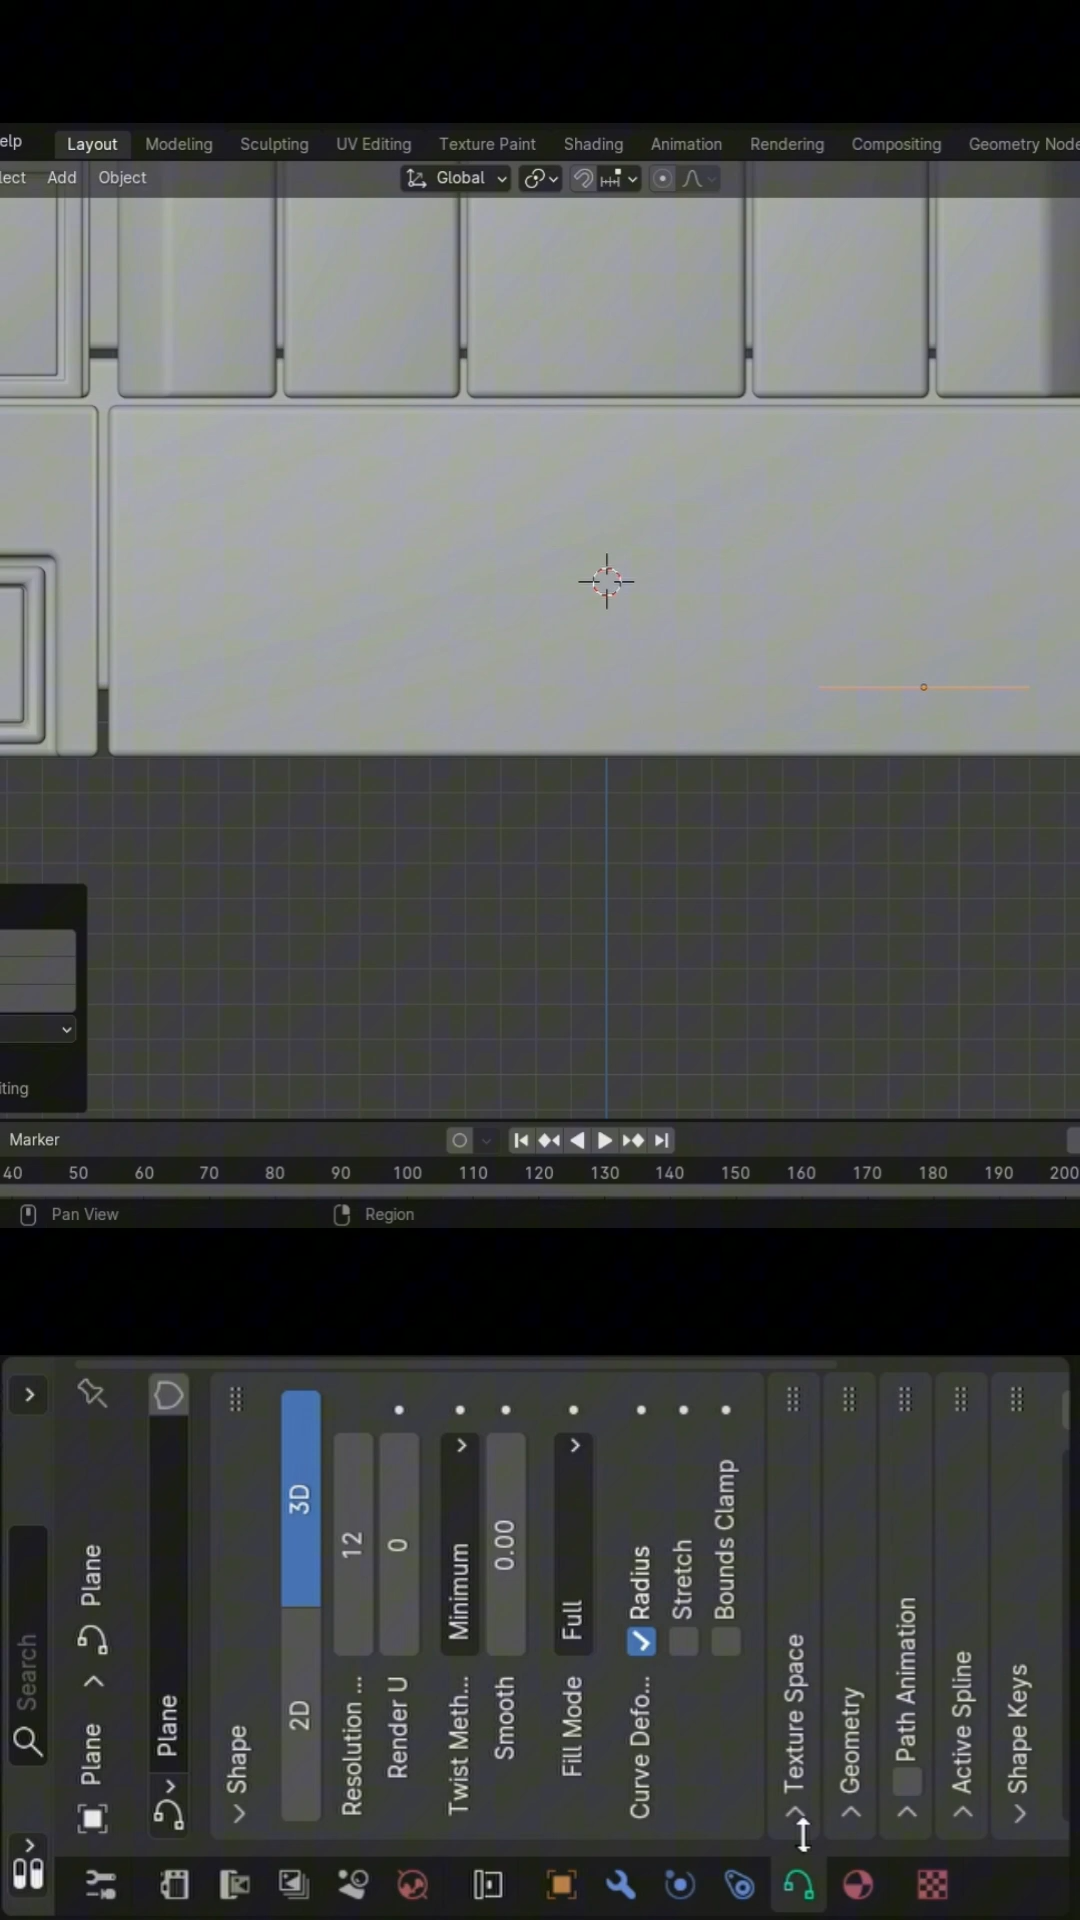 elp Layout Modeling Sculpting UV Editing Texture Paint Shading Animation Rendering Compositing Geometry Node
lect Add Object Global
iting
Marker
40 50 60 70 80 90 100 110 120 130 140 150 160 170 180 190 200
Pan View Region
Search
Plane > Plane
Plane
Shape
2D 3D
Resolution ... 12
Render U 0
Twist Meth... Minimum
Smooth 0.00
Fill Mode Full
Curve Defo... Radius
Stretch
Bounds Clamp
Texture Space
Geometry
Path Animation
Active Spline
Shape Keys